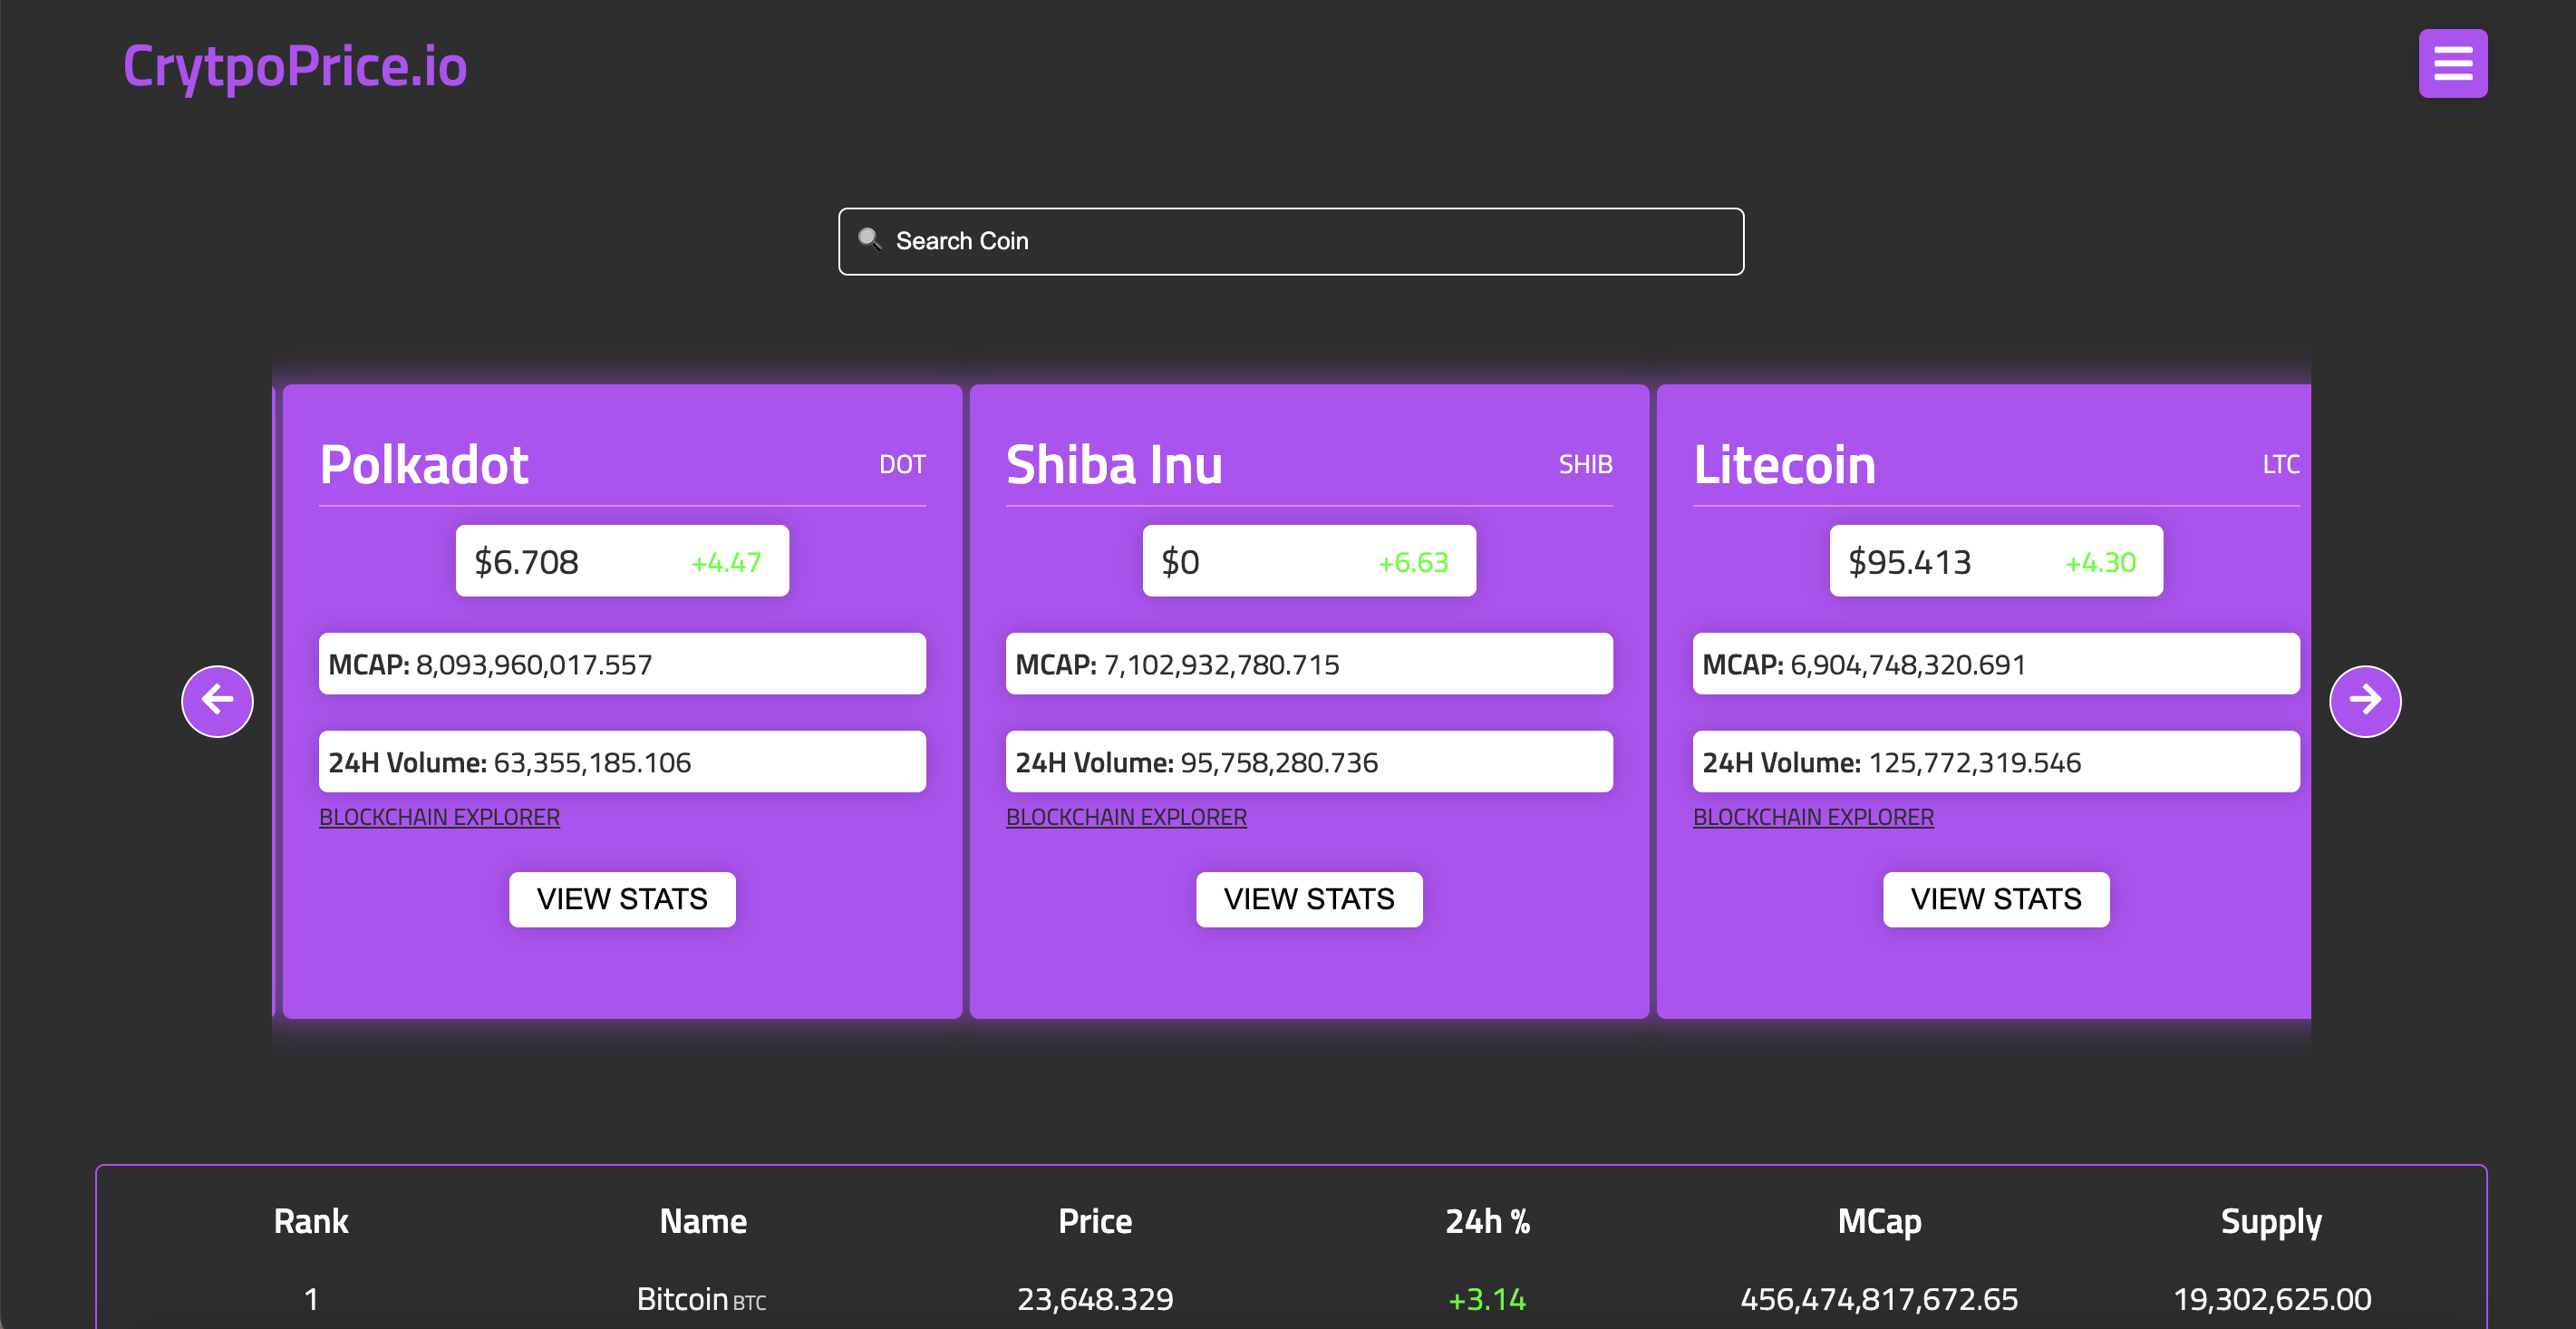 CrytpoPrice.io
Search Coin
Polkadot DOT
$6.708 +4.47
MCAP: 8,093,960,017.557
24H Volume: 63,355,185.106
BLOCKCHAIN EXPLORER
VIEW STATS
Shiba Inu SHIB
$0 +6.63
MCAP: 7,102,932,780.715
24H Volume: 95,758,280.736
BLOCKCHAIN EXPLORER
VIEW STATS
Litecoin LTC
$95.413 +4.30
MCAP: 6,904,748,320.691
24H Volume: 125,772,319.546
BLOCKCHAIN EXPLORER
VIEW STATS
Rank Name Price 24h % MCap Supply
1 Bitcoin BTC 23,648.329 +3.14 456,474,817,672.65 19,302,625.00